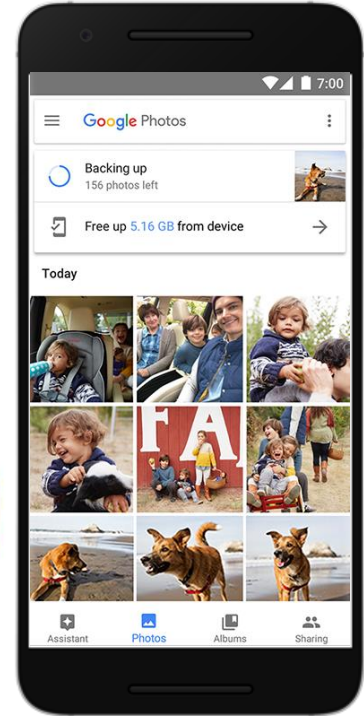 7:00
Google Photos
Backing up
156 photos left
Free up 5.16 GB from device
Today
FA
Assistant
Photos
Albums
Sharing